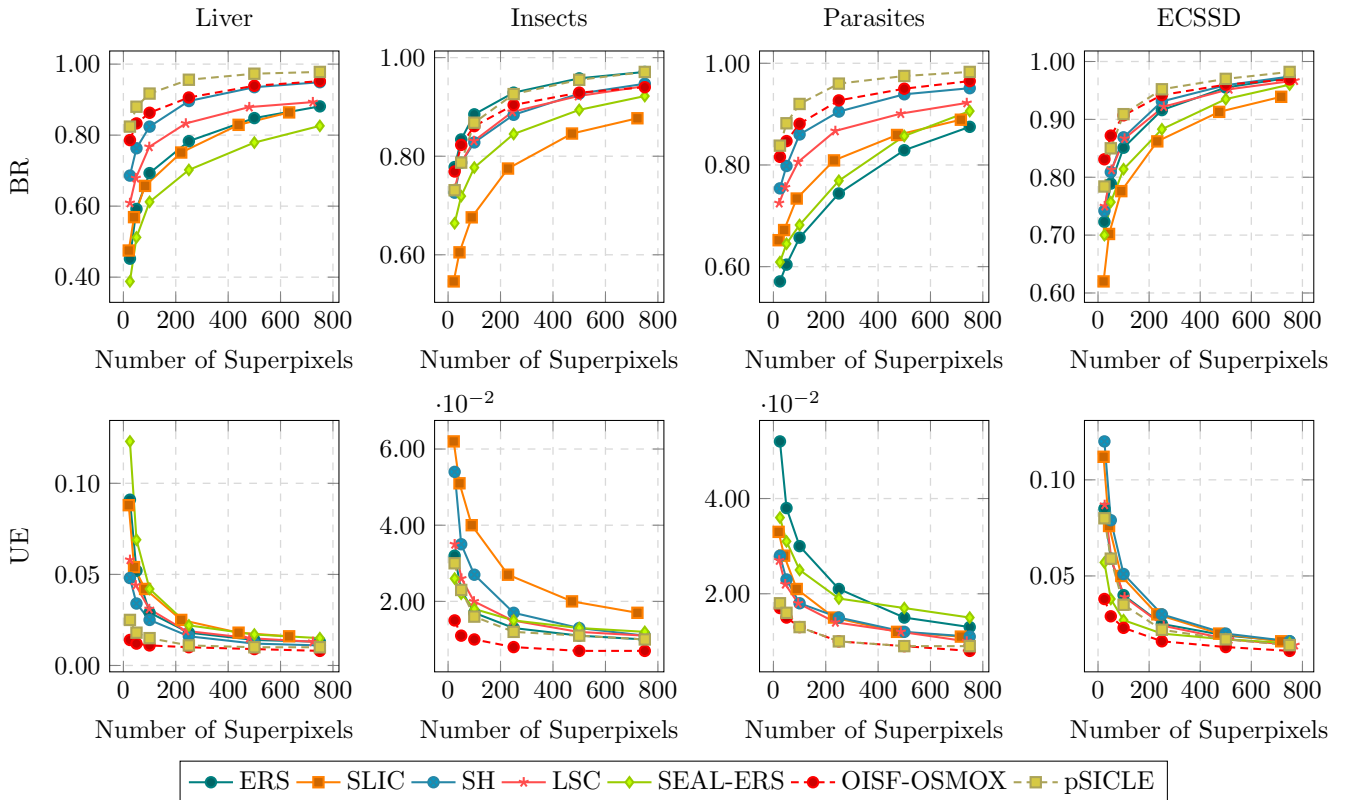 Liver Insects Parasites ECSSD
BR
1.00
0.80
0.60
0.40
0 200 400 600 800
Number of Superpixels
1.00
0.80
0.60
0 200 400 600 800
Number of Superpixels
1.00
0.80
0.60
0 200 400 600 800
Number of Superpixels
1.00
0.90
0.80
0.70
0.60
0 200 400 600 800
Number of Superpixels
UE
0.10
0.05
0.00
0 200 400 600 800
Number of Superpixels
·10−2
6.00
4.00
2.00
0 200 400 600 800
Number of Superpixels
·10−2
4.00
2.00
0 200 400 600 800
Number of Superpixels
0.10
0.05
0 200 400 600 800
Number of Superpixels
ERS SLIC SH LSC SEAL-ERS OISF-OSMOX pSICLE